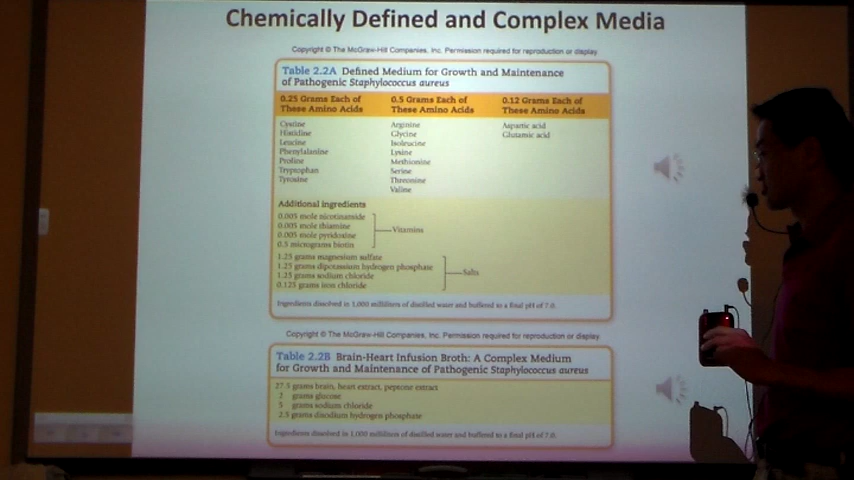 Chemically Defined and Complex Media
Copyright © The McGraw-Hill Companies, Inc. Permission required for reproduction or display.
Table 2.2A Defined Medium for Growth and Maintenance
of Pathogenic Staphylococcus aureus
0.25 Grams Each of These Amino Acids
0.5 Grams Each of These Amino Acids
0.12 Grams Each of These Amino Acids
Cystine
Histidine
Leucine
Phenylalanine
Proline
Tryptophan
Tyrosine
Arginine
Glycine
Isoleucine
Lysine
Methionine
Serine
Threonine
Valine
Aspartic acid
Glutamic acid
Additional Ingredients
0.005 mole nicotinamide
0.005 mole thiamine
0.005 mole pyridoxine
0.5 micrograms biotin
Vitamins
1.25 grams magnesium sulfate
1.25 grams dipotassium hydrogen phosphate
1.25 grams sodium chloride
0.125 grams iron chloride
Salts
Ingredients dissolved in 1,000 milliliters of distilled water and buffered to a final pH of 7.0.
Copyright © The McGraw-Hill Companies, Inc. Permission required for reproduction or display.
Table 2.2B Brain-Heart Infusion Broth: A Complex Medium
for Growth and Maintenance of Pathogenic Staphylococcus aureus
27.5 grams brain, heart extract, peptone extract
2 grams glucose
5 grams sodium chloride
2.5 grams disodium hydrogen phosphate
Ingredients dissolved in 1,000 milliliters of distilled water and buffered to a final pH of 7.0.